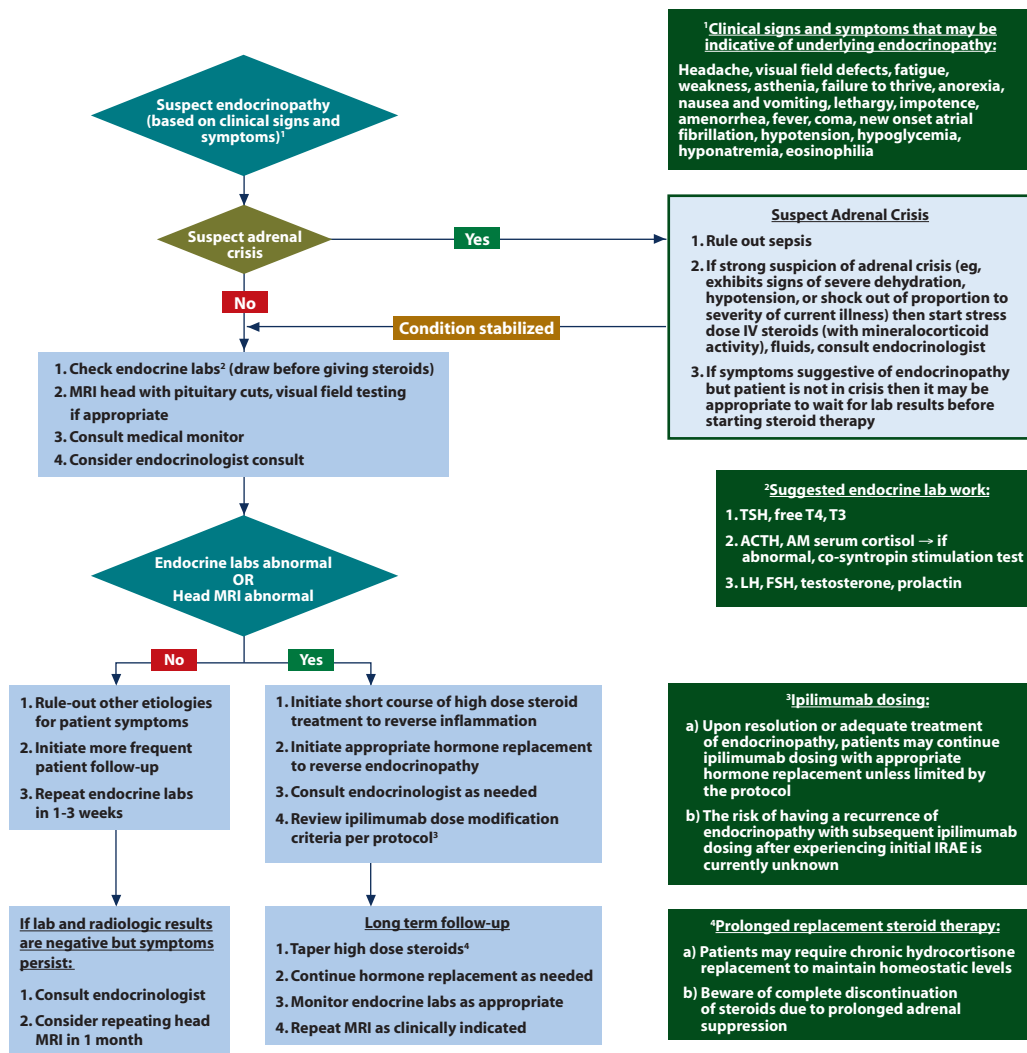 Suspect endocrinopathy
(based on clinical signs and
symptoms)¹
¹Clinical signs and symptoms that may be
indicative of underlying endocrinopathy:
Headache, visual field defects, fatigue,
weakness, asthenia, failure to thrive, anorexia,
nausea and vomiting, lethargy, impotence,
amenorrhea, fever, coma, new onset atrial
fibrillation, hypotension, hypoglycemia,
hyponatremia, eosinophilia
Suspect adrenal
crisis
Yes
No
Suspect Adrenal Crisis
1. Rule out sepsis
2. If strong suspicion of adrenal crisis (eg,
exhibits signs of severe dehydration,
hypotension, or shock out of proportion to
severity of current illness) then start stress
dose IV steroids (with mineralocorticoid
activity), fluids, consult endocrinologist
3. If symptoms suggestive of endocrinopathy
but patient is not in crisis then it may be
appropriate to wait for lab results before
starting steroid therapy
Condition stabilized
1. Check endocrine labs² (draw before giving steroids)
2. MRI head with pituitary cuts, visual field testing
if appropriate
3. Consult medical monitor
4. Consider endocrinologist consult
²Suggested endocrine lab work:
1. TSH, free T4, T3
2. ACTH, AM serum cortisol → if
abnormal, co-syntropin stimulation test
3. LH, FSH, testosterone, prolactin
Endocrine labs abnormal
OR
Head MRI abnormal
No
Yes
1. Rule-out other etiologies
for patient symptoms
2. Initiate more frequent
patient follow-up
3. Repeat endocrine labs
in 1-3 weeks
1. Initiate short course of high dose steroid
treatment to reverse inflammation
2. Initiate appropriate hormone replacement
to reverse endocrinopathy
3. Consult endocrinologist as needed
4. Review ipilimumab dose modification
criteria per protocol³
³Ipilimumab dosing:
a) Upon resolution or adequate treatment
of endocrinopathy, patients may continue
ipilimumab dosing with appropriate
hormone replacement unless limited by
the protocol
b) The risk of having a recurrence of
endocrinopathy with subsequent ipilimumab
dosing after experiencing initial IRAE is
currently unknown
If lab and radiologic results
are negative but symptoms
persist:
1. Consult endocrinologist
2. Consider repeating head
MRI in 1 month
Long term follow-up
1. Taper high dose steroids⁴
2. Continue hormone replacement as needed
3. Monitor endocrine labs as appropriate
4. Repeat MRI as clinically indicated
⁴Prolonged replacement steroid therapy:
a) Patients may require chronic hydrocortisone
replacement to maintain homeostatic levels
b) Beware of complete discontinuation
of steroids due to prolonged adrenal
suppression